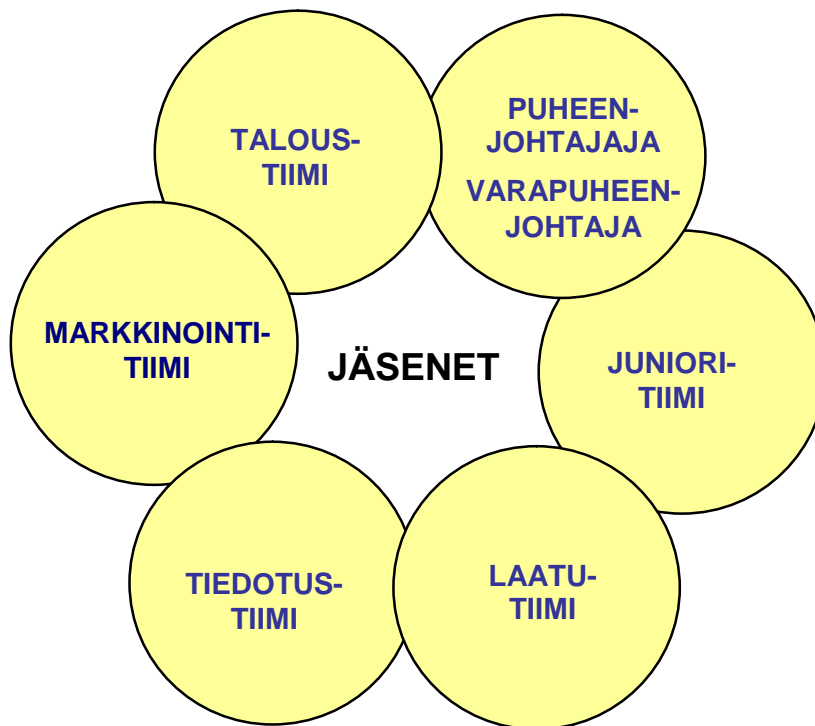 TALOUS-
TIIMI
PUHEEN-
JOHTAJAJA
VARAPUHEEN-
JOHTAJA
MARKKINOINTI-
TIIMI
JÄSENET
JUNIORI-
TIIMI
TIEDOTUS-
TIIMI
LAATU-
TIIMI